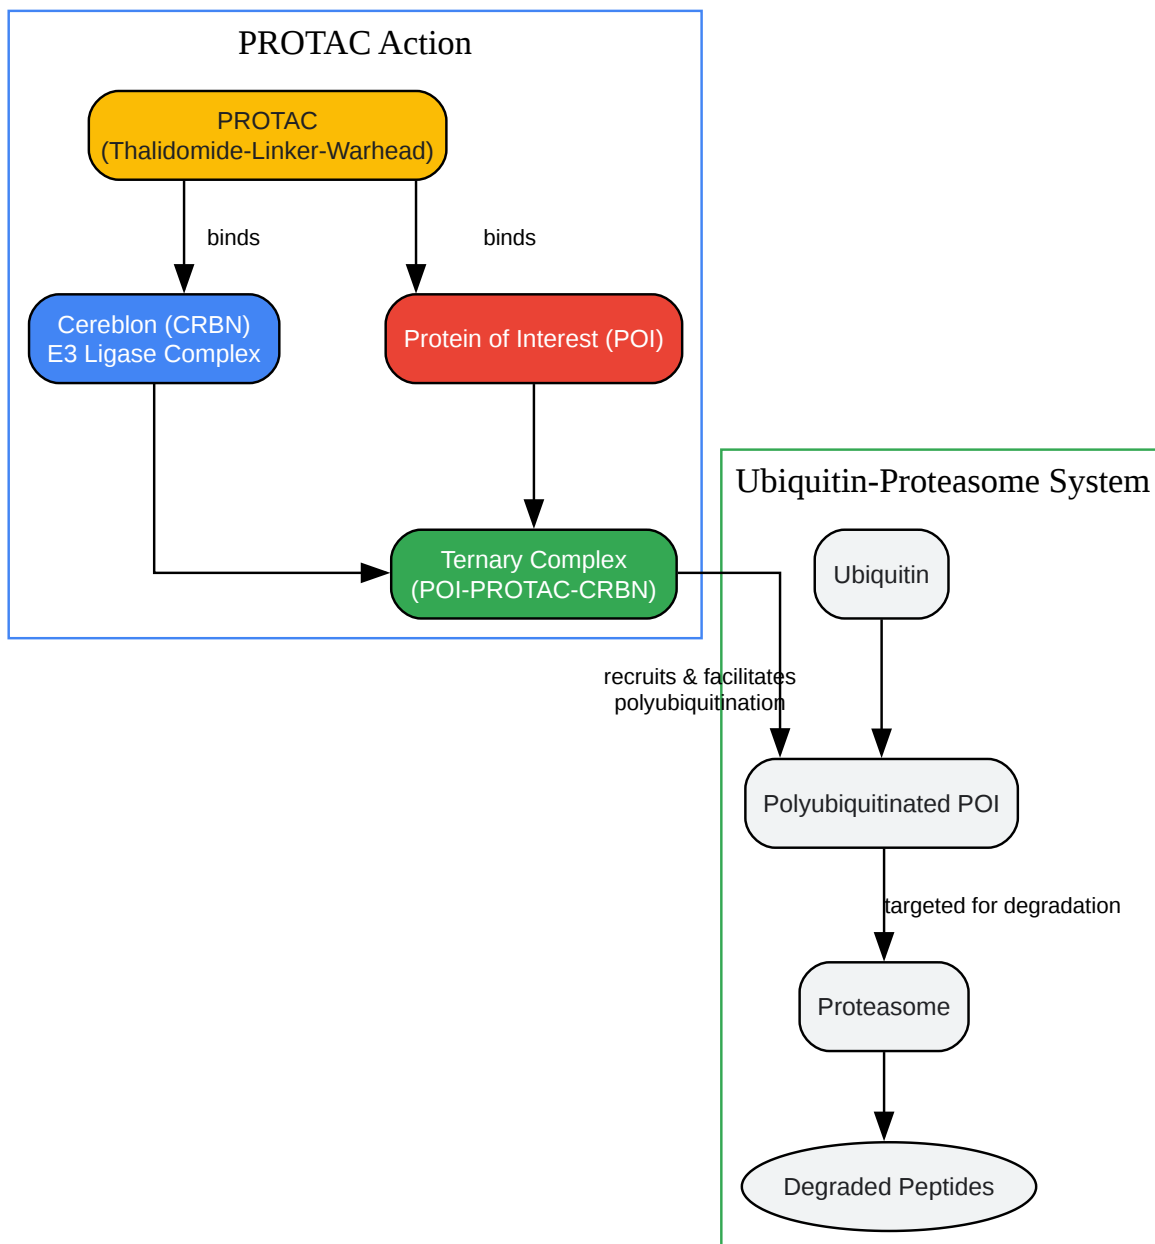 PROTAC Action
PROTAC
(Thalidomide-Linker-Warhead)
binds
binds
Cereblon (CRBN)
E3 Ligase Complex
Protein of Interest (POI)
Ternary Complex
(POI-PROTAC-CRBN)
Ubiquitin-Proteasome System
Ubiquitin
recruits & facilitates
polyubiquitination
Polyubiquitinated POI
targeted for degradation
Proteasome
Degraded Peptides